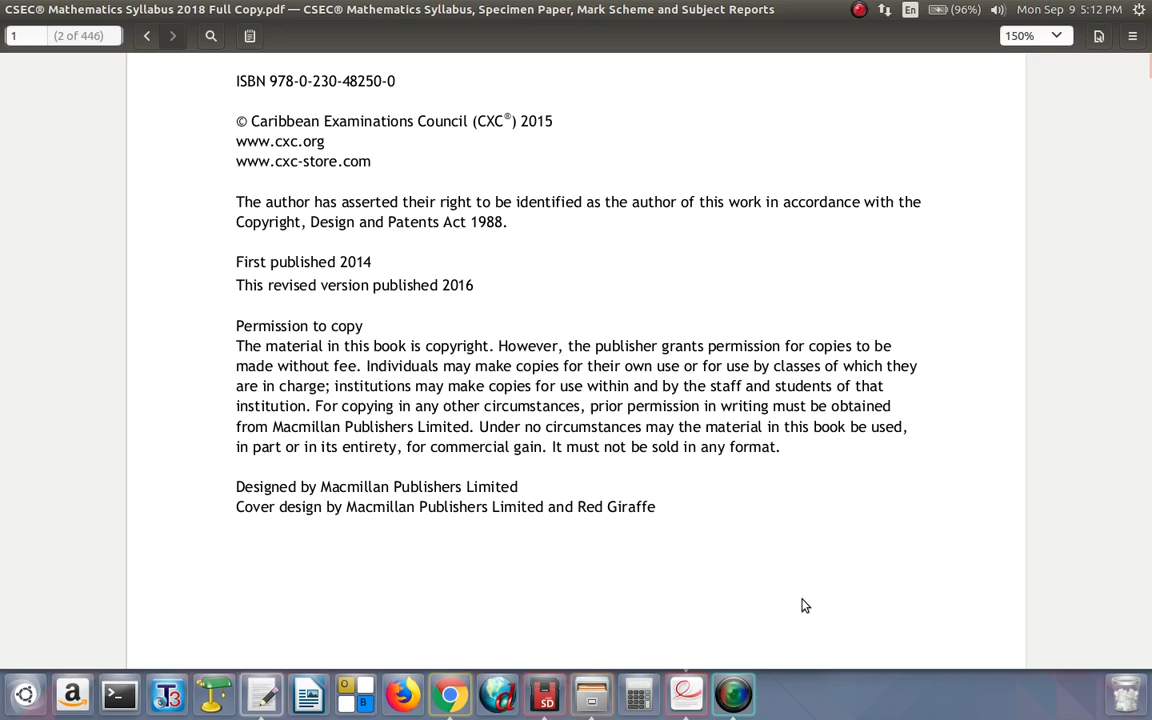 CSEC® Mathematics Syllabus 2018 Full Copy.pdf — CSEC® Mathematics Syllabus, Specimen Paper, Mark Scheme and Subject Reports En (96%) Mon Sep 9 5:12 PM
1 (2 of 446) 150%
ISBN 978-0-230-48250-0
© Caribbean Examinations Council (CXC®) 2015
www.cxc.org
www.cxc-store.com
The author has asserted their right to be identified as the author of this work in accordance with the
Copyright, Design and Patents Act 1988.
First published 2014
This revised version published 2016
Permission to copy
The material in this book is copyright. However, the publisher grants permission for copies to be
made without fee. Individuals may make copies for their own use or for use by classes of which they
are in charge; institutions may make copies for use within and by the staff and students of that
institution. For copying in any other circumstances, prior permission in writing must be obtained
from Macmillan Publishers Limited. Under no circumstances may the material in this book be used,
in part or in its entirety, for commercial gain. It must not be sold in any format.
Designed by Macmillan Publishers Limited
Cover design by Macmillan Publishers Limited and Red Giraffe